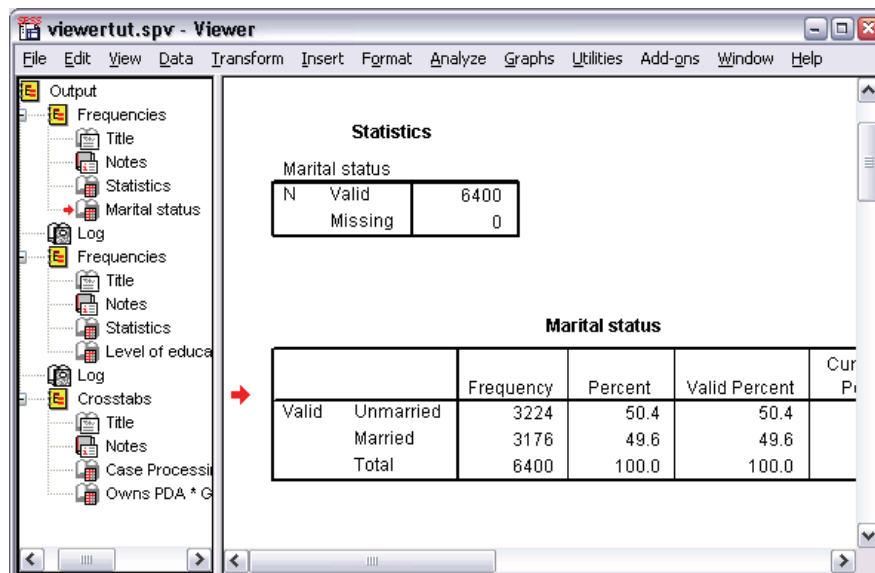 viewertut.spv - Viewer
File Edit View Data Transform Insert Format Analyze Graphs Utilities Add-ons Window Help
Output
Frequencies
Title
Notes
Statistics
Marital status
Log
Frequencies
Title
Notes
Statistics
Level of educa
Log
Crosstabs
Title
Notes
Case Processi
Owns PDA * G
Statistics
Marital status
N Valid 6400
Missing 0
Marital status
Cur
Frequency Percent Valid Percent P
Valid Unmarried 3224 50.4 50.4
Married 3176 49.6 49.6
Total 6400 100.0 100.0